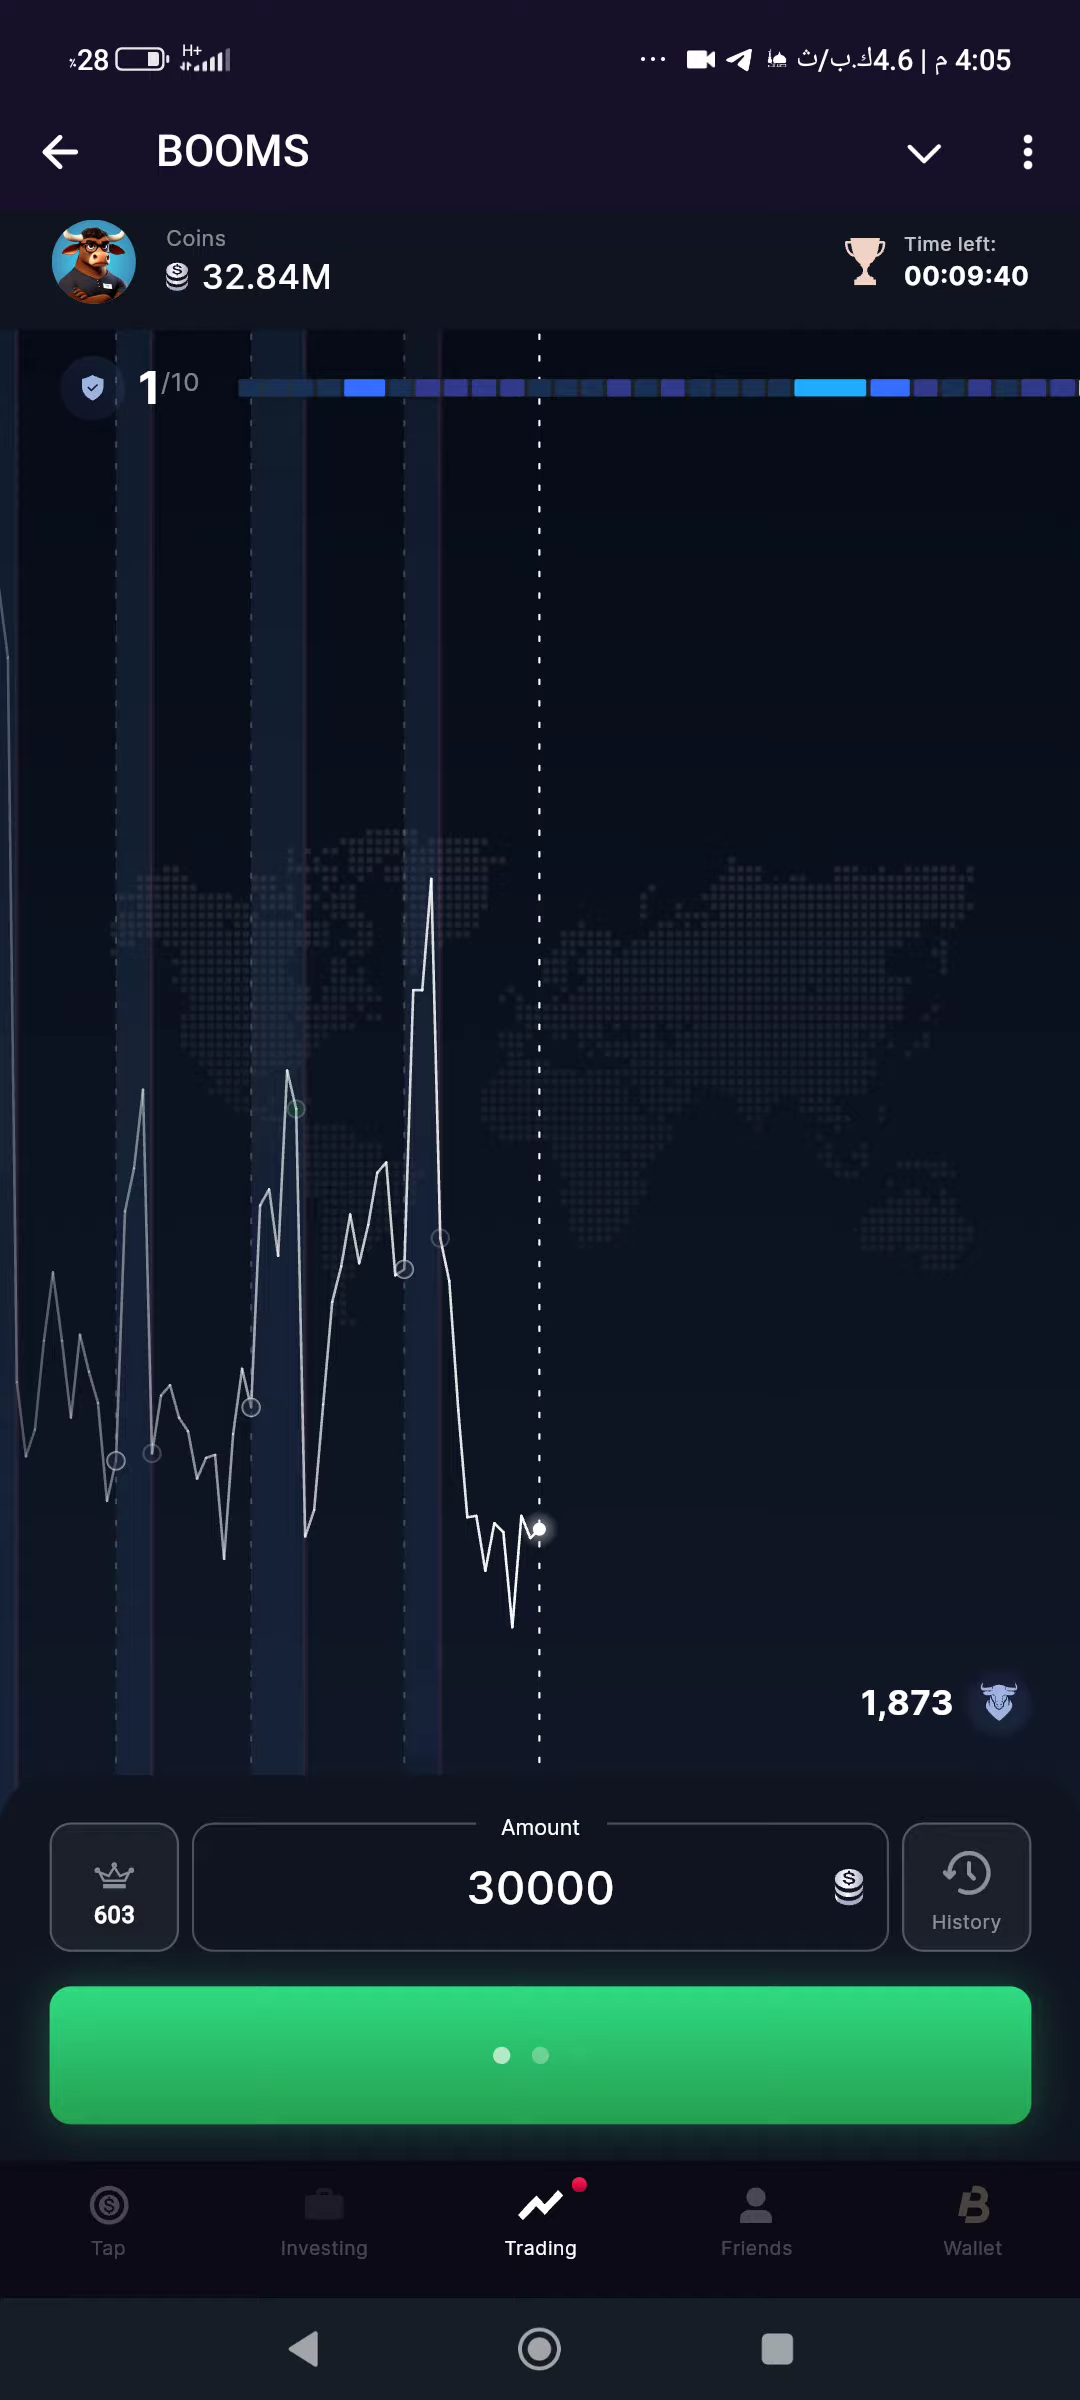 %28 H+ ... 4.6ك.ب/ث | 4:05 م
BOOMS
Coins
32.84M
Time left:
00:09:40
1/10
1,873
Amount
603
30000
History
Tap
Investing
Trading
Friends
Wallet